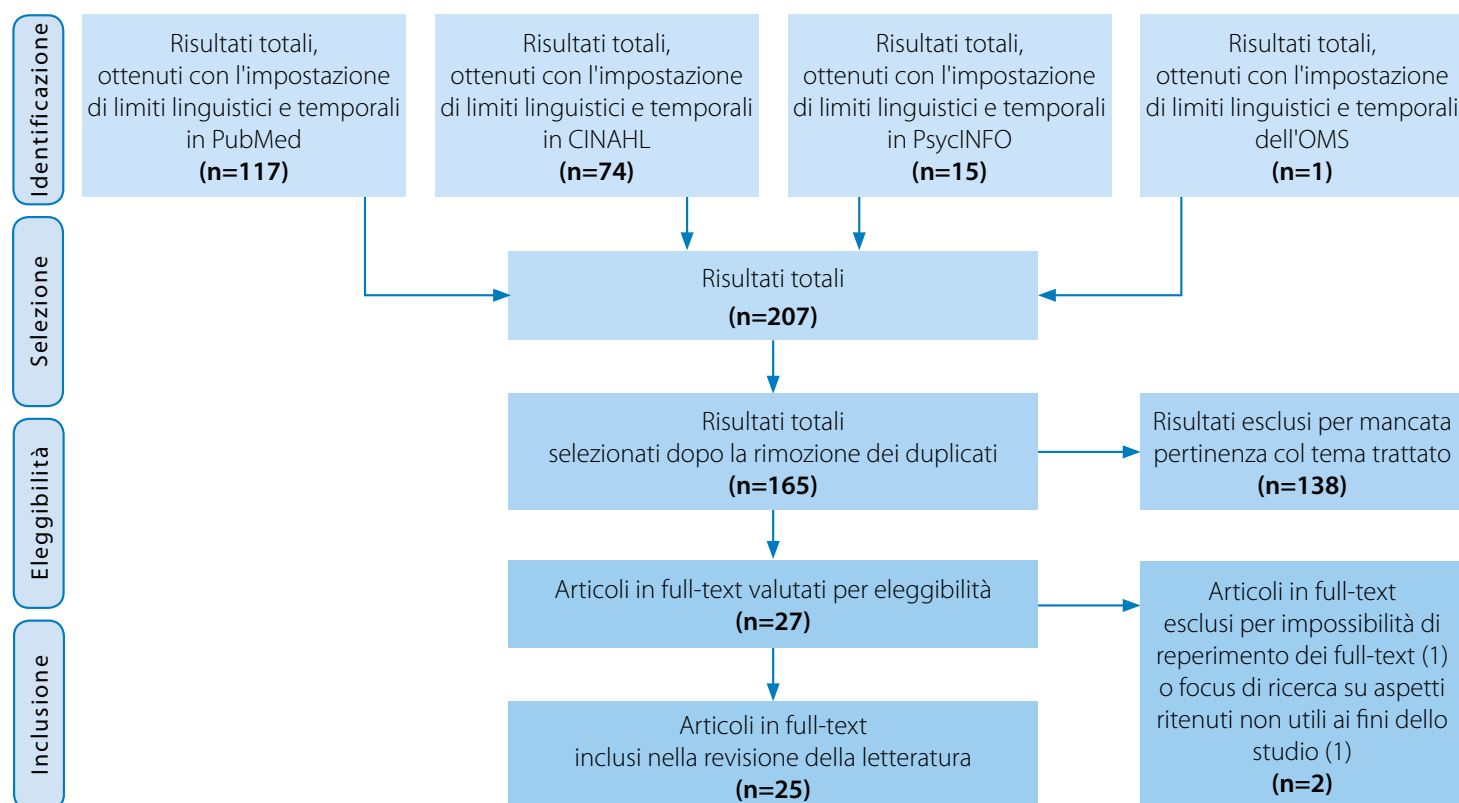 Identificazione
Risultati totali,
ottenuti con l'impostazione
di limiti linguistici e temporali
in PubMed
(n=117)
Risultati totali,
ottenuti con l'impostazione
di limiti linguistici e temporali
in CINAHL
(n=74)
Risultati totali,
ottenuti con l'impostazione
di limiti linguistici e temporali
in PsycINFO
(n=15)
Risultati totali,
ottenuti con l'impostazione
di limiti linguistici e temporali
dell'OMS
(n=1)
Selezione
Risultati totali
(n=207)
Eleggibilità
Risultati totali
selezionati dopo la rimozione dei duplicati
(n=165)
Risultati esclusi per mancata
pertinenza col tema trattato
(n=138)
Articoli in full-text valutati per eleggibilità
(n=27)
Articoli in full-text
esclusi per impossibilità di
reperimento dei full-text (1)
o focus di ricerca su aspetti
ritenuti non utili ai fini dello
studio (1)
(n=2)
Inclusione
Articoli in full-text
inclusi nella revisione della letteratura
(n=25)